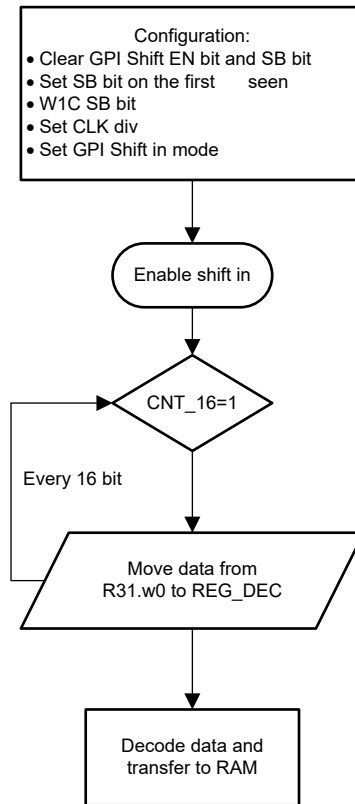 Configuration:
• Clear GPI Shift EN bit and SB bit
• Set SB bit on the first seen
• W1C SB bit
• Set CLK div
• Set GPI Shift in mode
Enable shift in
CNT_16=1
Every 16 bit
Move data from
R31.w0 to REG_DEC
Decode data and
transfer to RAM